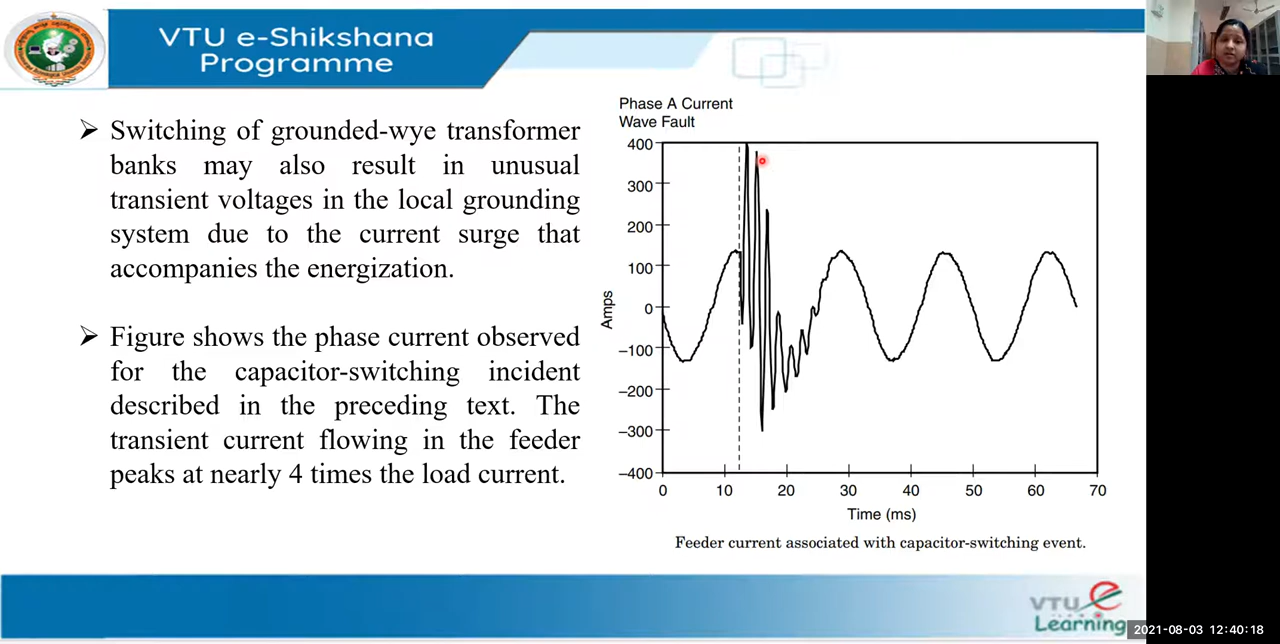 VTU e-Shikshana
Programme
➢ Switching of grounded-wye transformer
banks may also result in unusual
transient voltages in the local grounding
system due to the current surge that
accompanies the energization.
➢ Figure shows the phase current observed
for the capacitor-switching incident
described in the preceding text. The
transient current flowing in the feeder
peaks at nearly 4 times the load current.
Phase A Current
Wave Fault
400
300
200
100
0
−100
−200
−300
−400
Amps
0 10 20 30 40 50 60 70
Time (ms)
Feeder current associated with capacitor-switching event.
VTU e
Learning
2021-08-03 12:40:18